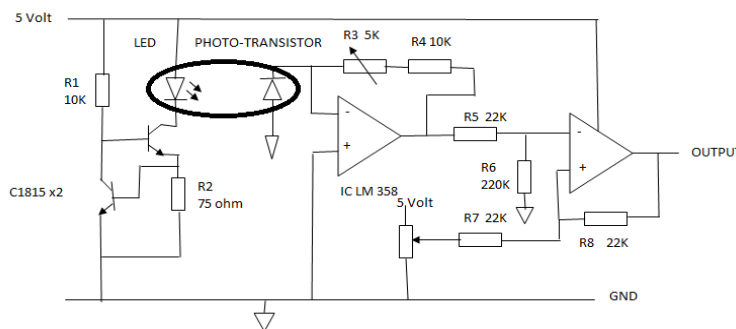 5 Volt
LED
PHOTO-TRANSISTOR
R3 5K
R4 10K
R1
10K
R5 22K
-
+
-
+
OUTPUT
C1815 x2
R2
75 ohm
IC LM 358
R6
220K
5 Volt
R7 22K
R8 22K
GND